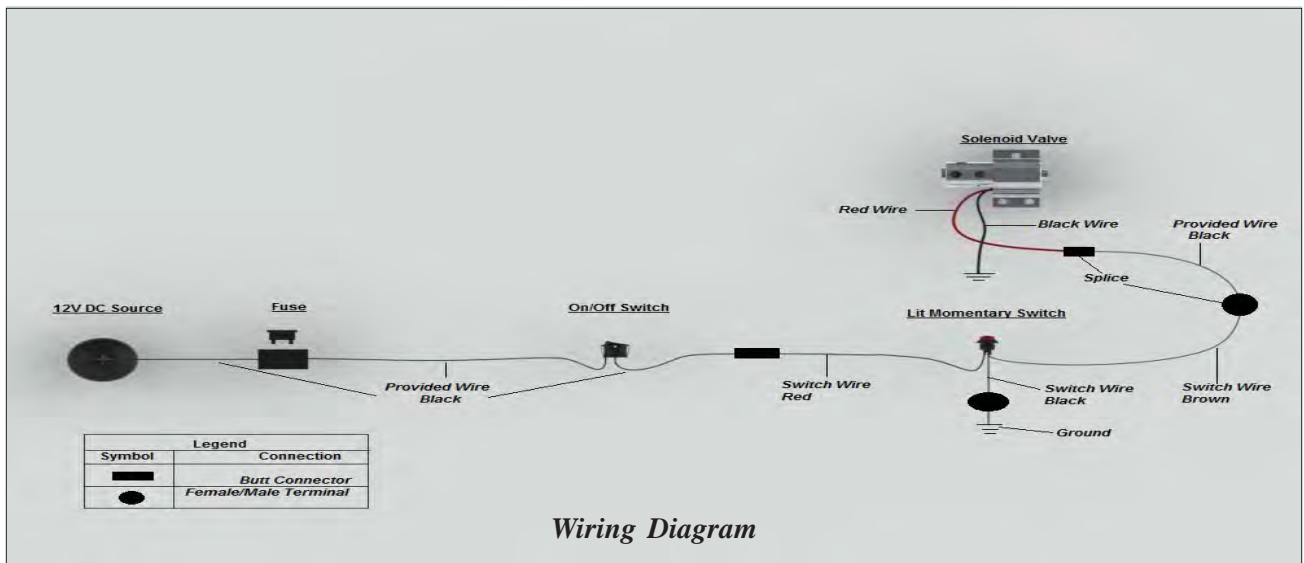 Solenoid Valve
Red Wire
Black Wire
Provided Wire
Black
Splice
12V DC Source
Fuse
On/Off Switch
Lit Momentary Switch
Provided Wire
Black
Switch Wire
Red
Switch Wire
Black
Switch Wire
Brown
Ground
Legend
Symbol Connection
Butt Connector
Female/Male Terminal
Wiring Diagram